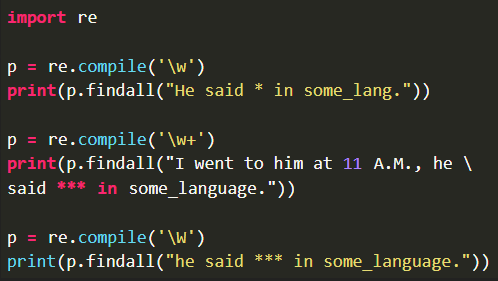 import re
p = re.compile('\w')
print(p.findall("He said * in some_lang."))
p = re.compile('\w+')
print(p.findall("I went to him at 11 A.M., he \
said *** in some_language."))
p = re.compile('\W')
print(p.findall("he said *** in some_language."))